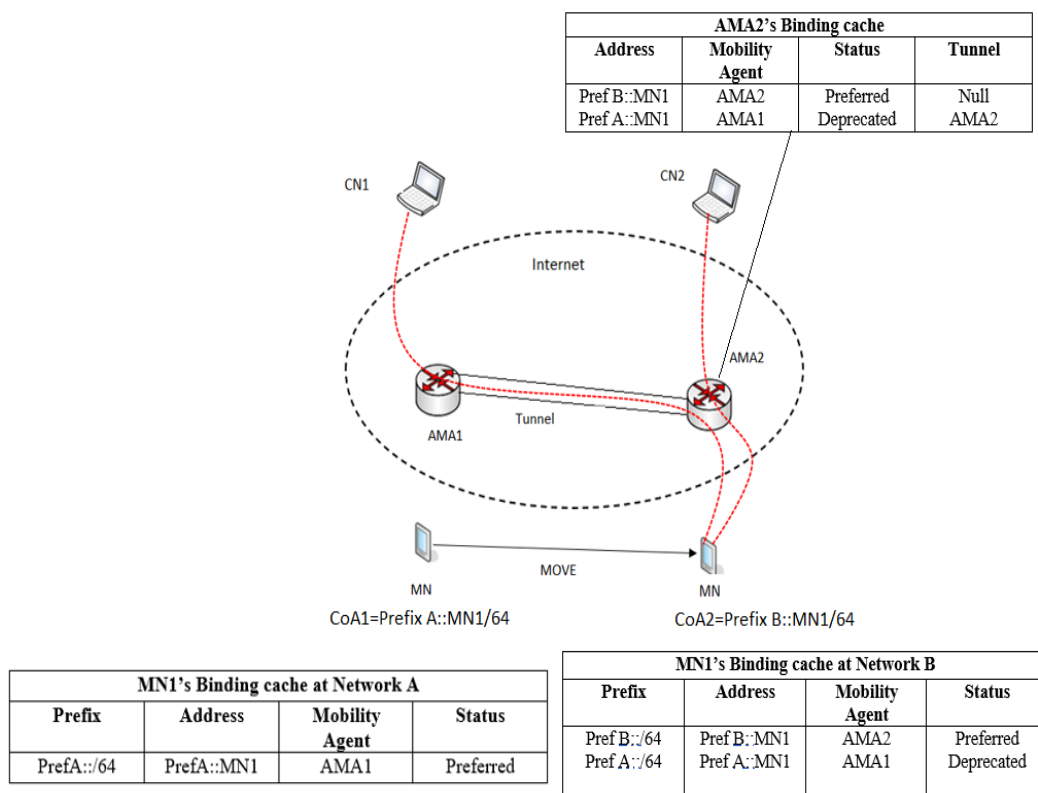 AMA2's Binding cache
Address Mobility Agent Status Tunnel
Pref B::MN1 AMA2 Preferred Null
Pref A::MN1 AMA1 Deprecated AMA2
CN1
CN2
Internet
AMA2
Tunnel
AMA1
MOVE
MN
MN
CoA1=Prefix A::MN1/64
CoA2=Prefix B::MN1/64
MN1's Binding cache at Network A
Prefix Address Mobility Agent Status
PrefA::/64 PrefA::MN1 AMA1 Preferred
MN1's Binding cache at Network B
Prefix Address Mobility Agent Status
Pref B::/64 Pref B::MN1 AMA2 Preferred
Pref A::/64 Pref A::MN1 AMA1 Deprecated